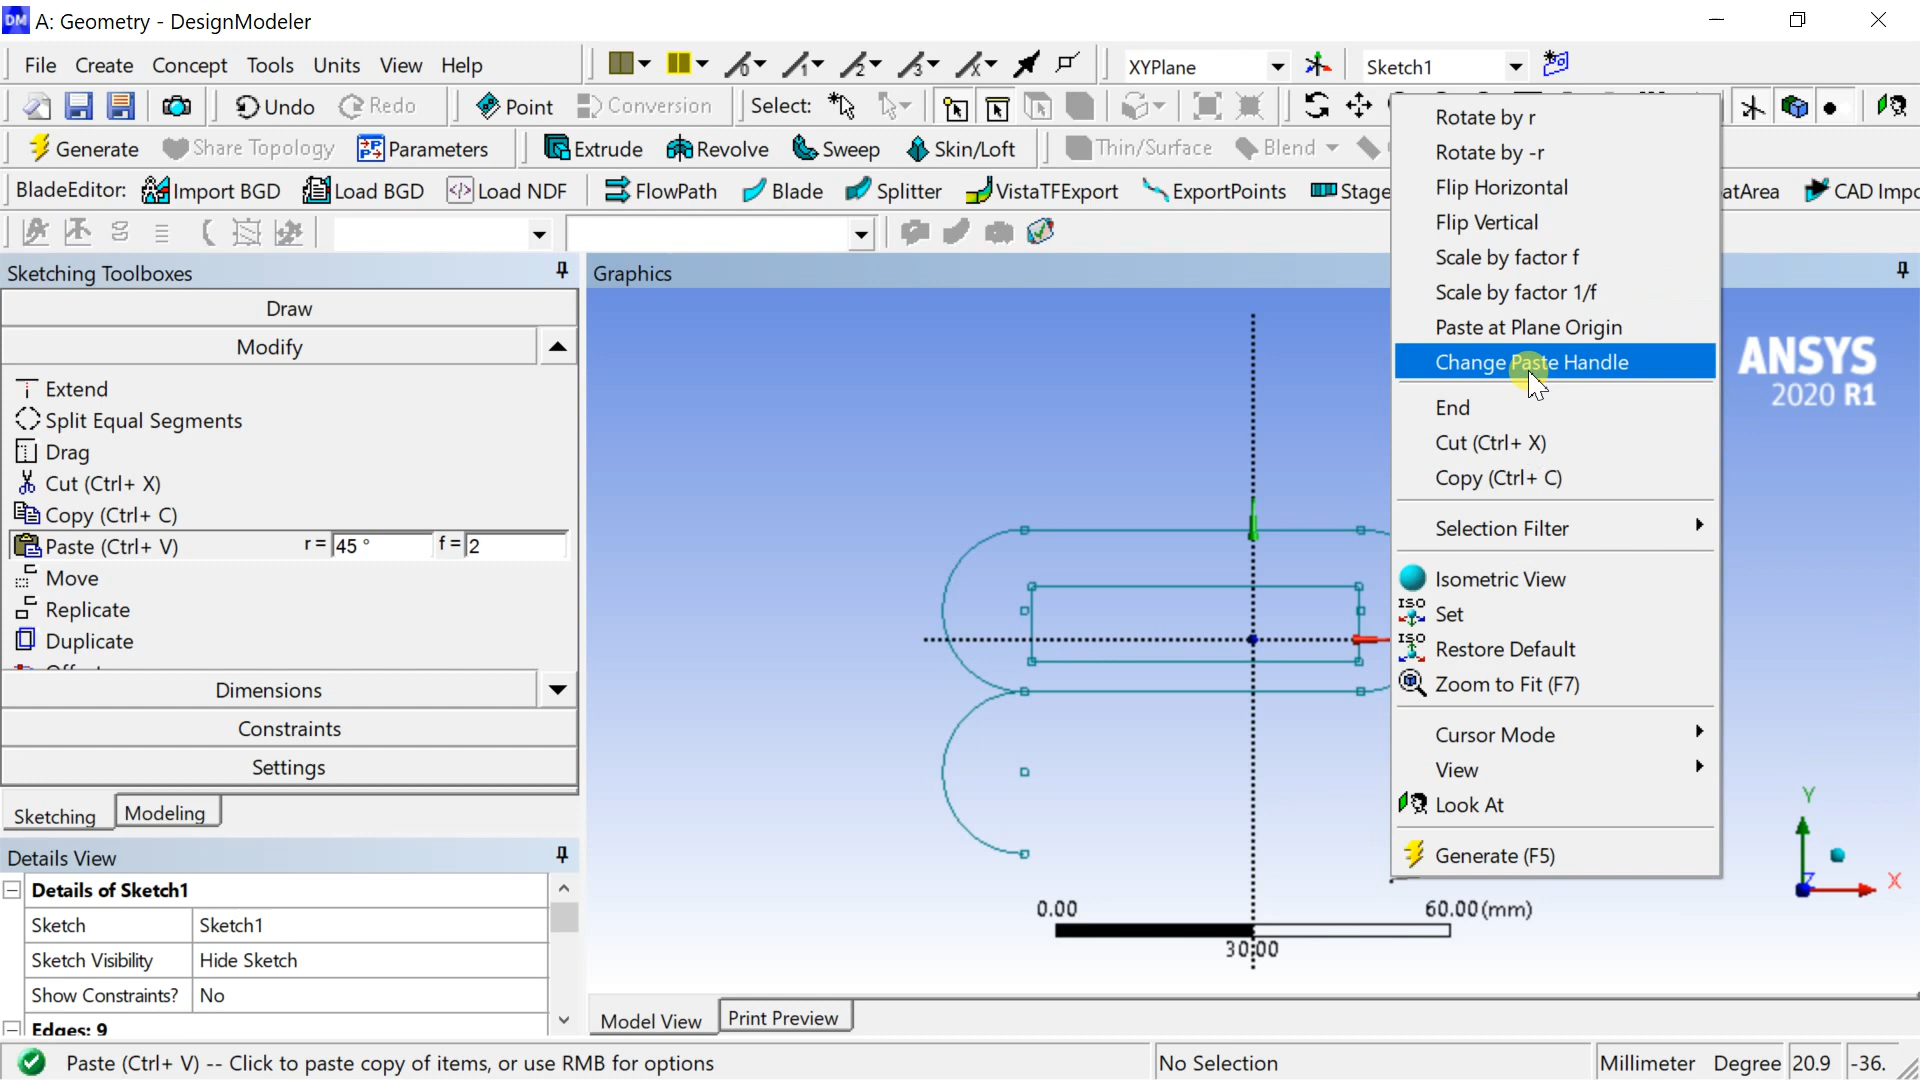 DM A: Geometry - DesignModeler
File Create Concept Tools Units View Help
XYPlane Sketch1
Undo Redo Point Conversion Select:
Generate Share Topology Parameters Extrude Revolve Sweep Skin/Loft Thin/Surface Blend
BladeEditor: Import BGD Load BGD Load NDF FlowPath Blade Splitter VistaTFExport ExportPoints Stage atArea CAD Impo
Sketching Toolboxes
Draw
Modify
Extend
Split Equal Segments
Drag
Cut (Ctrl+ X)
Copy (Ctrl+ C)
Paste (Ctrl+ V) r = 45 ° f = 2
Move
Replicate
Duplicate
Dimensions
Constraints
Settings
Sketching Modeling
Details View
Details of Sketch1
Sketch Sketch1
Sketch Visibility Hide Sketch
Show Constraints? No
Edges: 9
Graphics
ANSYS
2020 R1
Rotate by r
Rotate by -r
Flip Horizontal
Flip Vertical
Scale by factor f
Scale by factor 1/f
Paste at Plane Origin
Change Paste Handle
End
Cut (Ctrl+ X)
Copy (Ctrl+ C)
Selection Filter
Isometric View
ISO Set
ISO Restore Default
Zoom to Fit (F7)
Cursor Mode
View
Look At
Generate (F5)
Y
Z X
0.00 60.00 (mm)
30.00
Model View Print Preview
Paste (Ctrl+ V) -- Click to paste copy of items, or use RMB for options No Selection Millimeter Degree 20.9 -36.